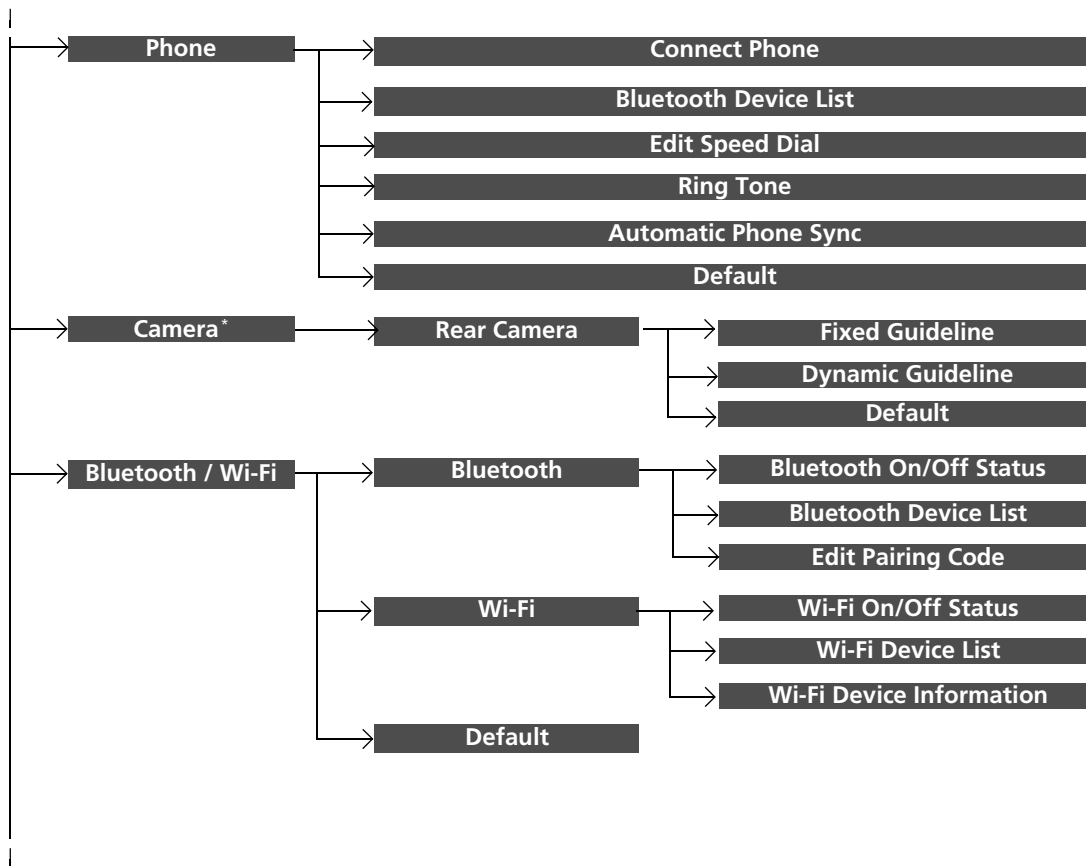 Phone
Connect Phone
Bluetooth Device List
Edit Speed Dial
Ring Tone
Automatic Phone Sync
Default
Camera*
Rear Camera
Fixed Guideline
Dynamic Guideline
Default
Bluetooth / Wi-Fi
Bluetooth
Bluetooth On/Off Status
Bluetooth Device List
Edit Pairing Code
Wi-Fi
Wi-Fi On/Off Status
Wi-Fi Device List
Wi-Fi Device Information
Default